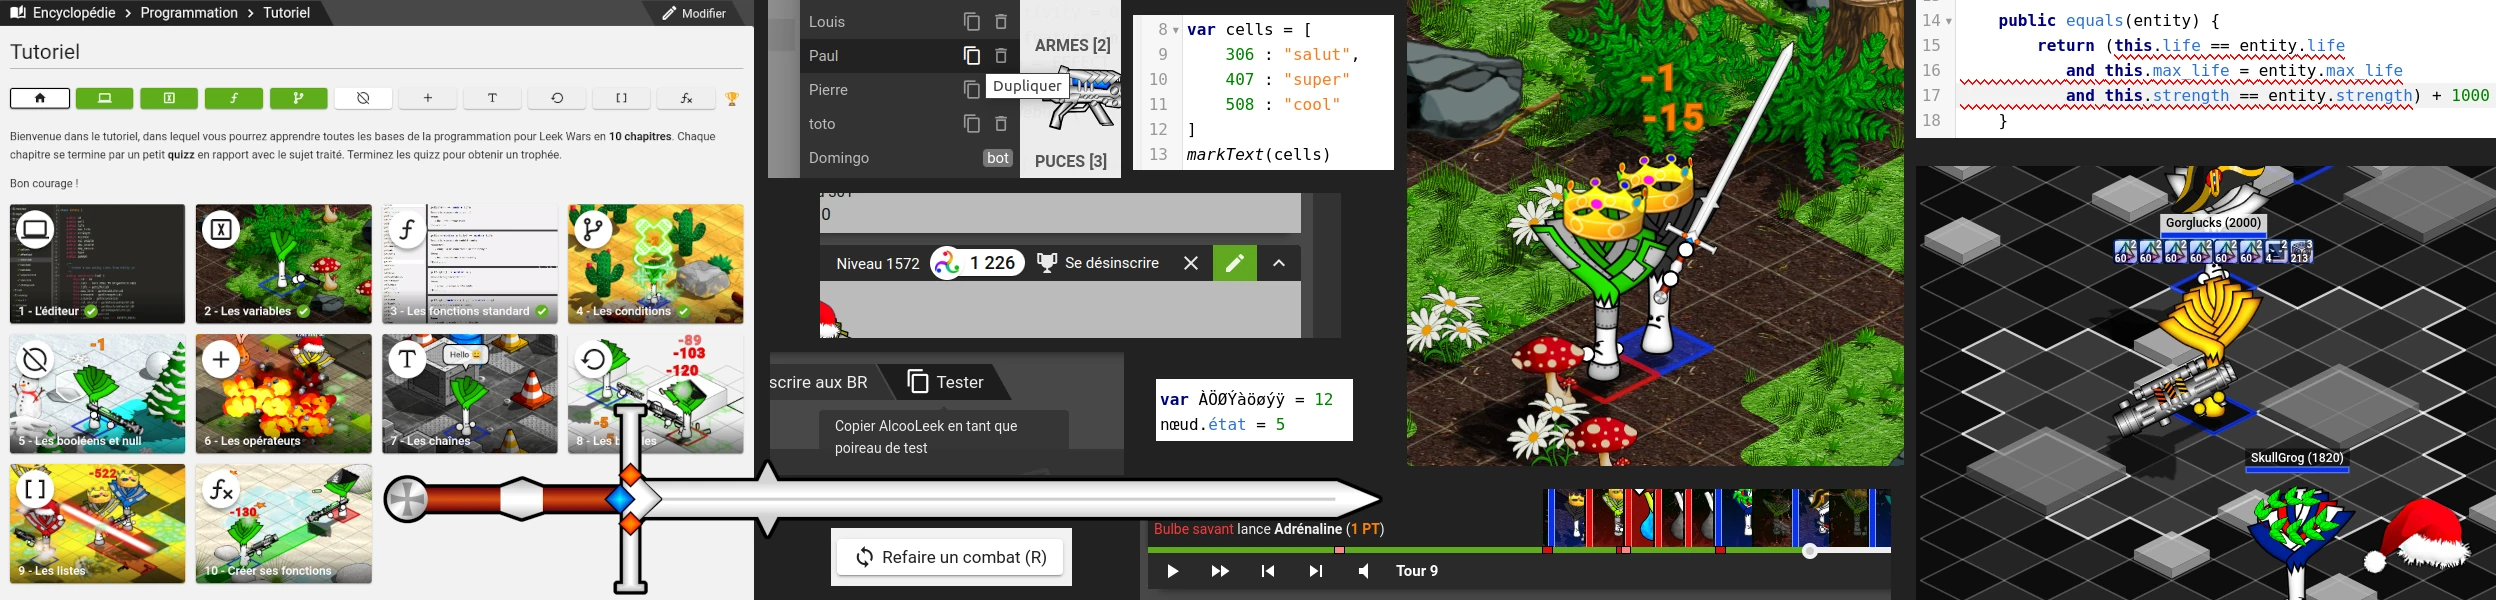 Encyclopédie > Programmation > Tutoriel
Modifier
Tutoriel
Bienvenue dans le tutoriel, dans lequel vous pourrez apprendre toutes les bases de la programmation pour Leek Wars en 10 chapitres. Chaque
chapitre se termine par un petit quizz en rapport avec le sujet traité. Terminez les quizz pour obtenir un trophée.
Bon courage !
1 - L'éditeur
2 - Les variables
3 - Les fonctions standard
4 - Les conditions
-1
Hello
-89
-103
-120
-5
5 - Les booléens et null
6 - Les opérateurs
7 - Les chaînes
-522
-130
9 - Les listes
10 - Créer ses fonctions
Louis
Paul
Pierre
toto
Domingo bot
Dupliquer
ARMES [2]
PUCES [3]
8 var cells = [
9 306 : "salut",
10 407 : "super"
11 508 : "cool"
12 ]
13 markText(cells)
Niveau 1572 1 226 Se désinscrire
scrire aux BR
Tester
Copier AlcooLeek en tant que
poireau de test
var ÀÖØÝàöøýÿ = 12
nœud.état = 5
Refaire un combat (R)
Bulbe savant lance Adrénaline (1 PT)
Tour 9
-1
-15
14 public equals(entity) {
15 return (this.life == entity.life
16 and this.max_life = entity.max_life
17 and this.strength == entity.strength) + 1000
18 }
Gorglucks (2000)
2 2 2 2 2 2 2 3
60 60 60 60 60 60 4 213
SkullGrog (1820)